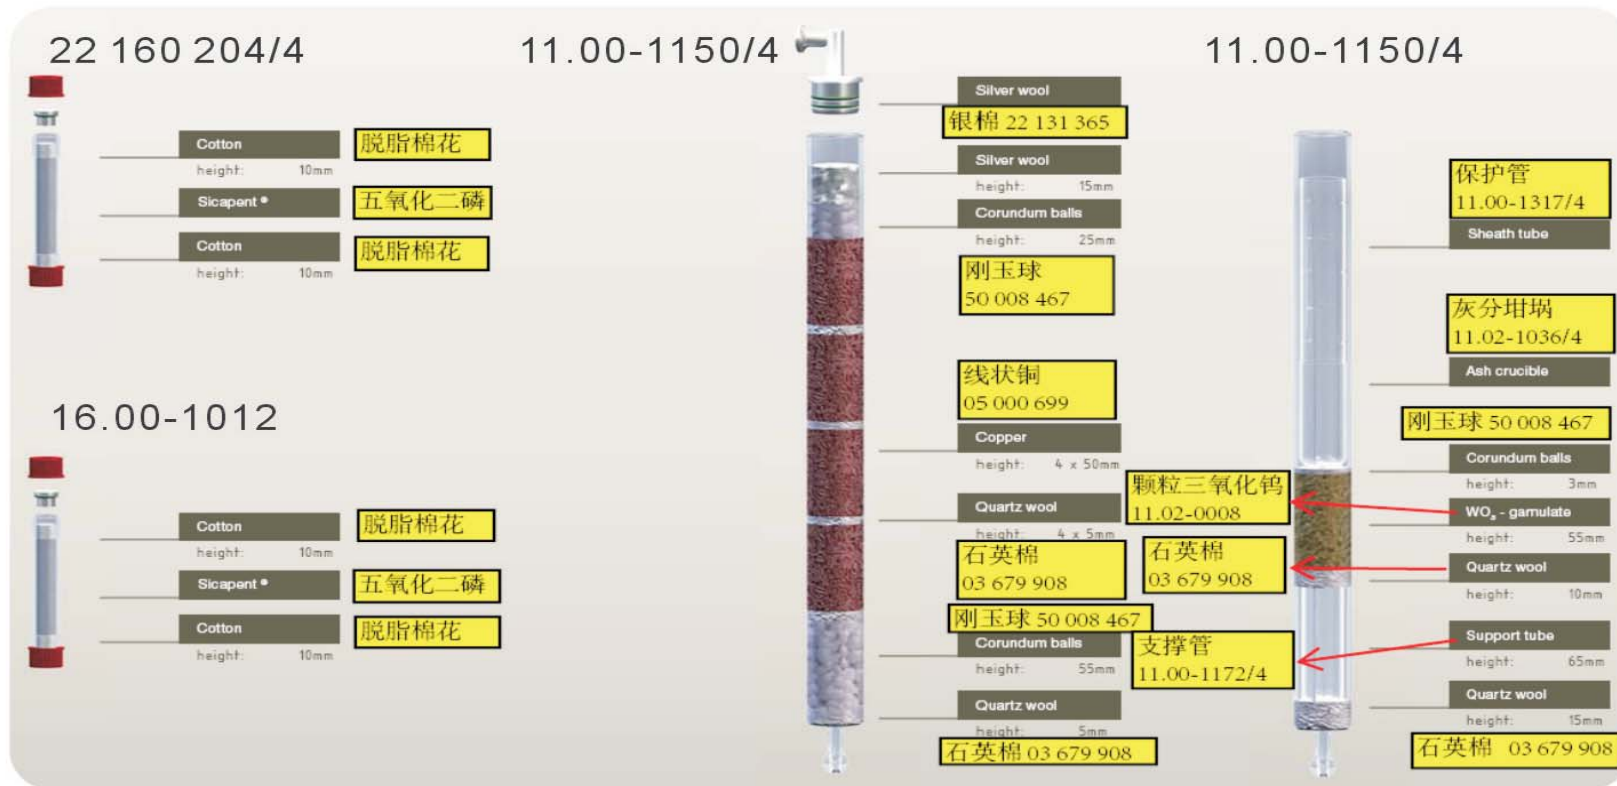 22 160 204/4
Cotton
脱脂棉花
height: 10mm
Sicapent ®
五氧化二磷
Cotton
脱脂棉花
height: 10mm
16.00-1012
Cotton
脱脂棉花
height: 10mm
Sicapent ®
五氧化二磷
Cotton
脱脂棉花
height: 10mm
11.00-1150/4
Silver wool
银棉 22 131 365
Silver wool
height: 15mm
Corundum balls
height: 25mm
刚玉球
50 008 467
线状铜
05 000 699
Copper
height: 4 x 50mm
Quartz wool
height: 4 x 5mm
石英棉
03 679 908
刚玉球 50 008 467
Corundum balls
height: 55mm
Quartz wool
height: 5mm
石英棉 03 679 908
11.00-1150/4
保护管
11.00-1317/4
Sheath tube
灰分坩埚
11.02-1036/4
Ash crucible
刚玉球 50 008 467
Corundum balls
height: 3mm
颗粒三氧化钨
11.02-0008
WO₃ - garnulate
height: 55mm
石英棉
03 679 908
Quartz wool
height: 10mm
支撑管
11.00-1172/4
Support tube
height: 65mm
Quartz wool
height: 15mm
石英棉 03 679 908